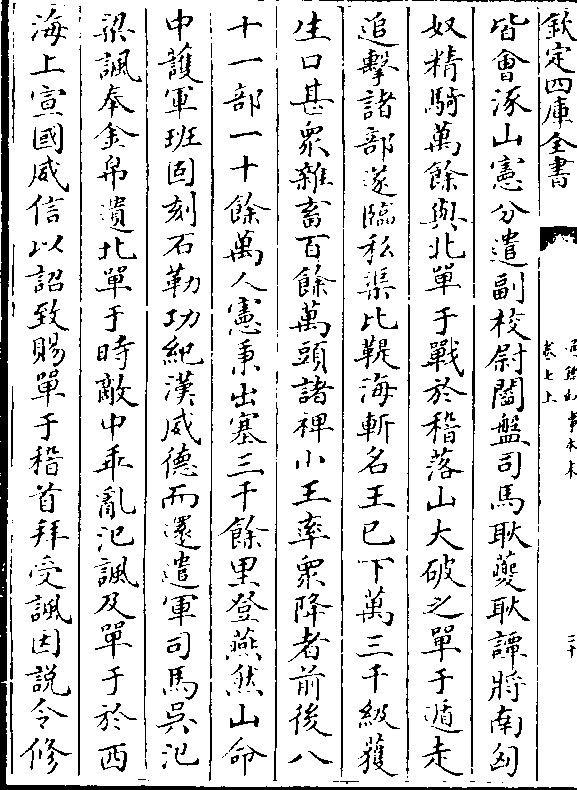 欽定四庫全書
卷七上
三十
皆會涿山憲分遣副校尉閻盤司馬耿夔耿譚將南匈
奴精騎萬餘與北單于戰於稽落山大破之單于遁走
追擊諸部遂臨私渠比鞮海斬名王已下萬三千級獲
生口甚衆雜畜百餘萬頭諸裨小王率衆降者前後八
十一部一十餘萬人憲秉出塞三千餘里登燕然山命
中護軍班固刻石勒功紀漢威德而還遣軍司馬吳汜
梁諷奉金帛遺北單于時敵中乖亂汜諷及單于於西
海上宣國威信以詔致賜單于稽首拜受諷因説令修